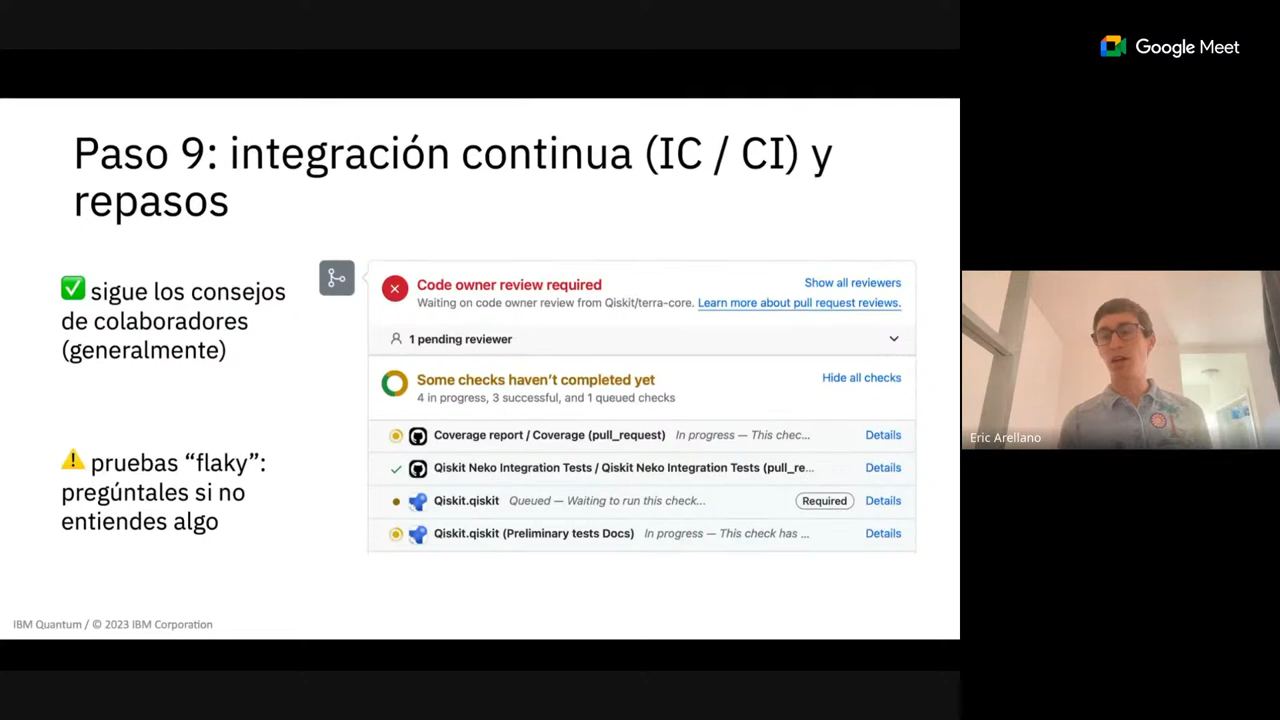 Google Meet
Paso 9: integración continua (IC / CI) y
repasos
✅ sigue los consejos
de colaboradores
(generalmente)
⚠️ pruebas “flaky”:
pregúntales si no
entiendes algo
Code owner review required
Show all reviewers
Waiting on code owner review from Qiskit/terra-core. Learn more about pull request reviews.
1 pending reviewer
Some checks haven’t completed yet
Hide all checks
4 in progress, 3 successful, and 1 queued checks
Coverage report / Coverage (pull_request) In progress — This chec... Details
Qiskit Neko Integration Tests / Qiskit Neko Integration Tests (pull_re... Details
Qiskit.qiskit Queued — Waiting to run this check... Required Details
Qiskit.qiskit (Preliminary tests Docs) In progress — This check has ... Details
IBM Quantum / © 2023 IBM Corporation
Eric Arellano